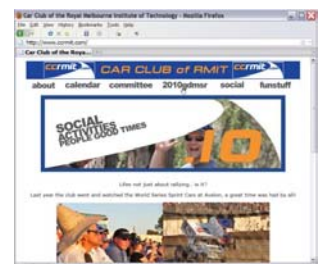 Car Club of the Royal Melbourne Institute of Technology - Mozilla Firefox
File Edit View History Bookmarks Tools Help
http://www.ccrmit.com/
Car Club of the Roya...
ccrmit CAR CLUB of RMIT ccrmit
about calendar committee 2010 social funstuff
SOCIAL
ACTIVITIES
PEOPLE GOOD TIMES
10
Lifes not just about rallying.. is it?
Last year the club went and watched the World Series Sprint Cars at Avalon, a great time was had by all!